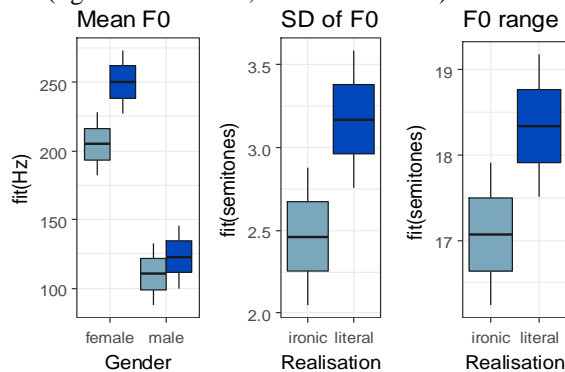 Mean F0
fit(Hz)
250
200
150
100
female male
Gender
SD of F0
fit(semitones)
3.5
3.0
2.5
2.0
ironic literal
Realisation
F0 range
fit(semitones)
19
18
17
ironic literal
Realisation